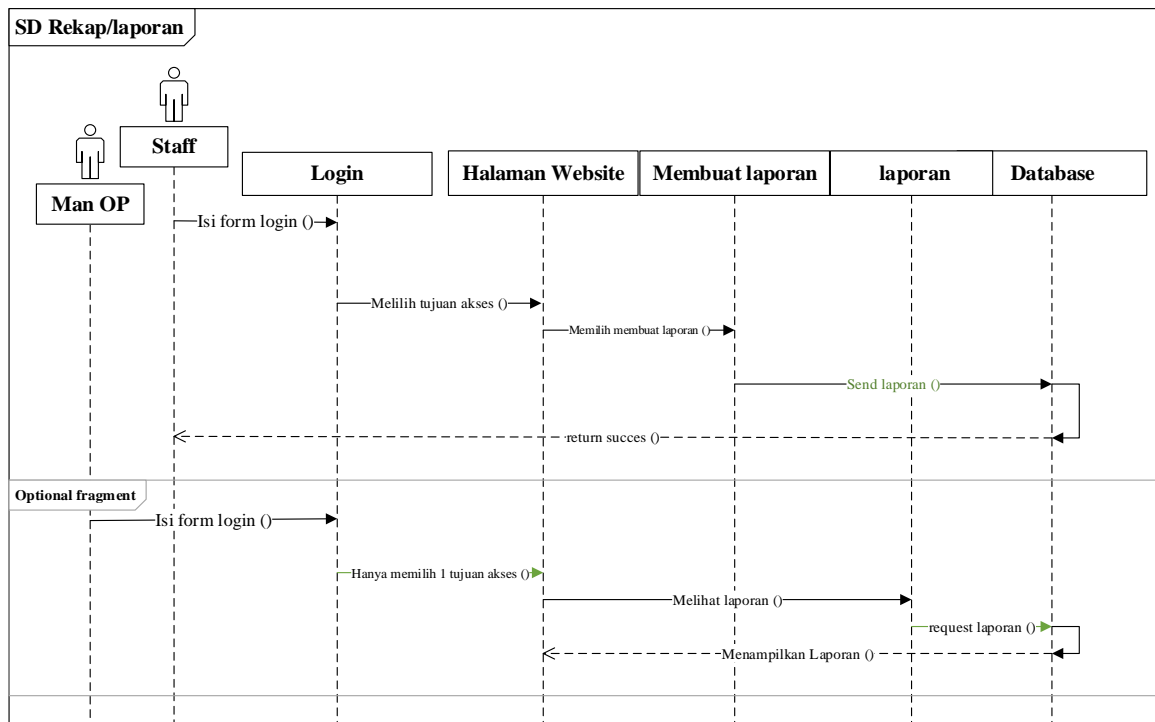 SD Rekap/laporan
Staff
Man OP
Login
Halaman Website
Membuat laporan
laporan
Database
Isi form login ()
Melilih tujuan akses ()
Memilih membuat laporan ()
Send laporan ()
return succes ()
Optional fragment
Isi form login ()
Hanya memilih 1 tujuan akses ()
Melihat laporan ()
request laporan ()
Menampilkan Laporan ()